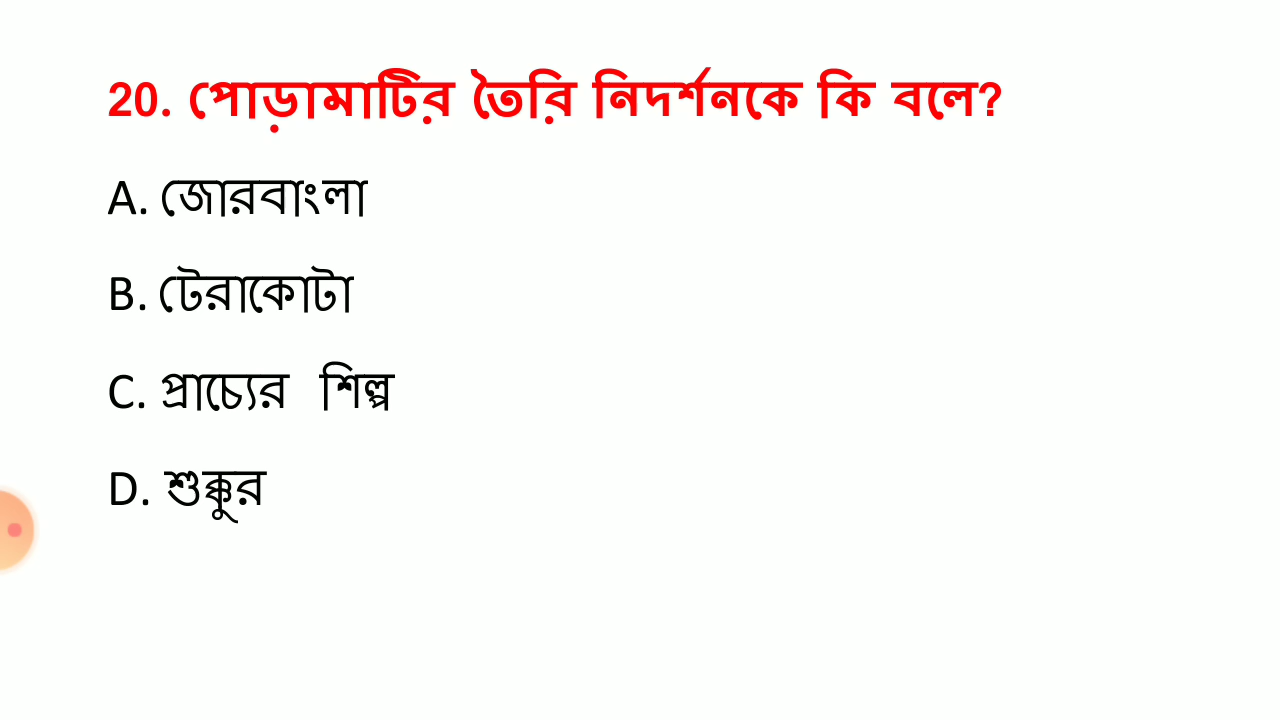 20. পোড়ামাটির তৈরি নিদর্শনকে কি বলে?
A. জোরবাংলা
B. টেরাকোটা
C. প্রাচ্যের শিল্প
D. শুক্কুর